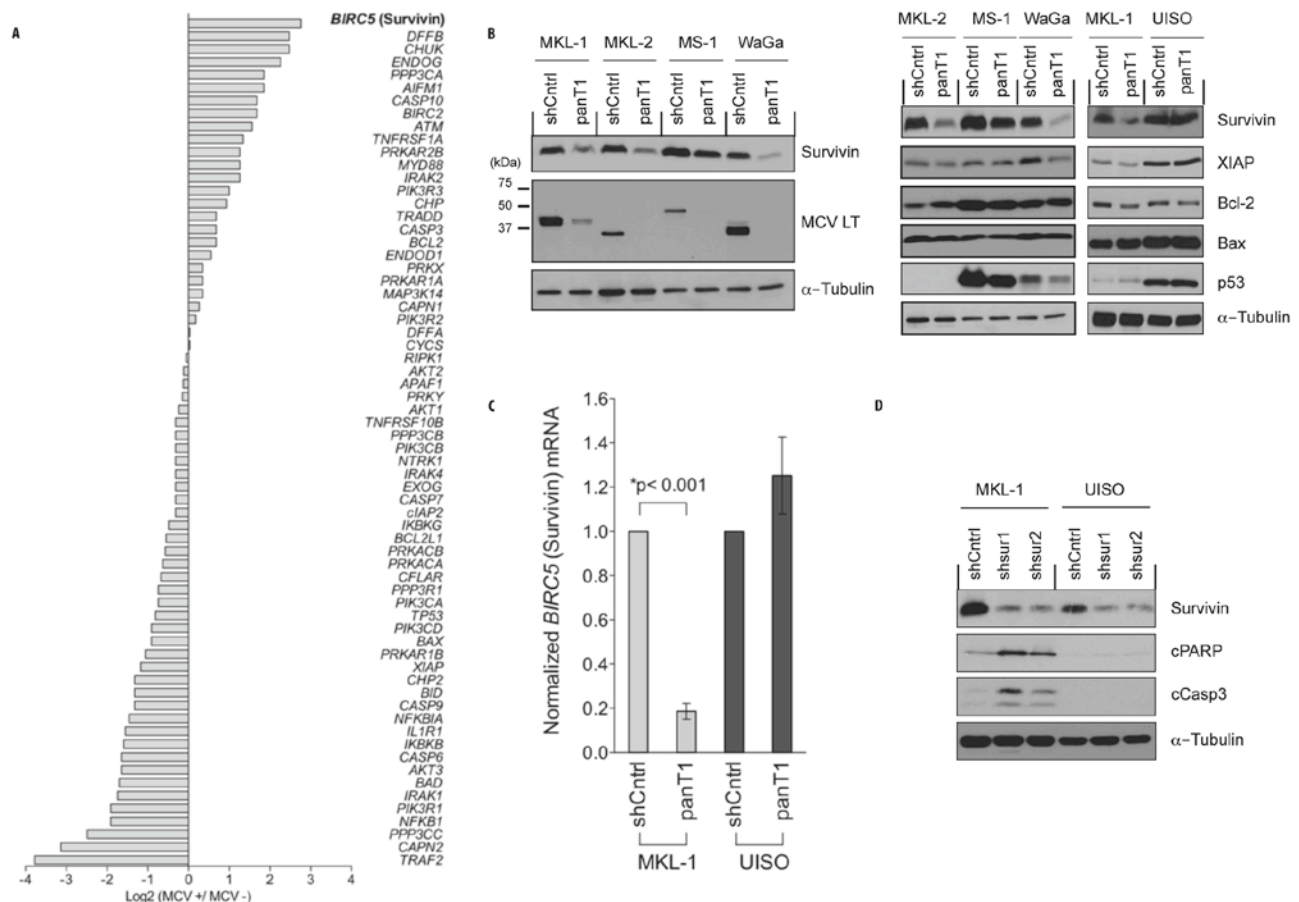 A
BIRC5 (Survivin)
DFFB
CHUK
ENDOG
PPP3CA
AIFM1
CASP10
BIRC2
ATM
TNFRSF1A
PRKAR2B
MYD88
IRAK2
PIK3R3
CHP
TRADD
CASP3
BCL2
ENDOD1
PRKX
PRKAR1A
MAP3K14
CAPN1
PIK3R2
DFFA
CYCS
RIPK1
AKT2
APAF1
PRKY
AKT1
TNFRSF10B
PPP3CB
PIK3CB
NTRK1
IRAK4
EXOG
CASP7
cIAP2
IKBKG
BCL2L1
PRKACB
PRKACA
CFLAR
PPP3R1
PIK3CA
TP53
PIK3CD
BAX
PRKAR1B
XIAP
CHP2
BID
CASP9
NFKBIA
IL1R1
IKBKB
CASP6
AKT3
BAD
IRAK1
PIK3R1
NFKB1
PPP3CC
CAPN2
TRAF2
-4 -3 -2 -1 0 1 2 3 4
Log2 (MCV +/ MCV -)
B
MKL-1 MKL-2 MS-1 WaGa
shCntrl panT1 shCntrl panT1 shCntrl panT1 shCntrl panT1
(kDa)
75
50
37
Survivin
MCV LT
α-Tubulin
MKL-2 MS-1 WaGa MKL-1 UISO
shCntrl panT1 shCntrl panT1 shCntrl panT1 shCntrl panT1 shCntrl panT1
Survivin
XIAP
Bcl-2
Bax
p53
α-Tubulin
C
Normalized BIRC5 (Survivin) mRNA
1.6
1.4
1.2
1.0
0.8
0.6
0.4
0.2
0.0
*p< 0.001
shCntrl panT1 shCntrl panT1
MKL-1 UISO
D
MKL-1 UISO
shCntrl shsur1 shsur2 shCntrl shsur1 shsur2
Survivin
cPARP
cCasp3
α-Tubulin